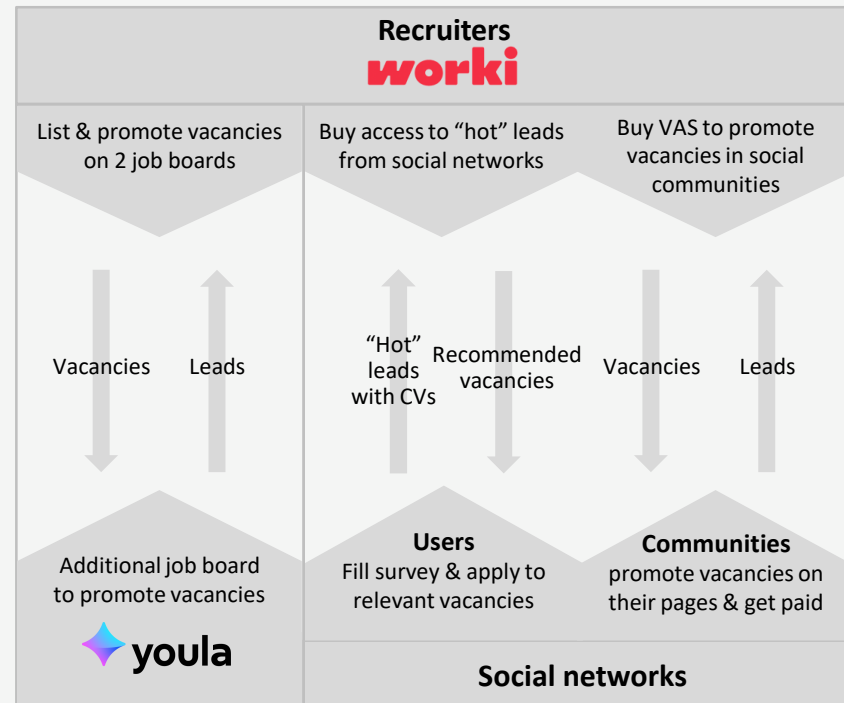 Recruiters
worki
List & promote vacancies
on 2 job boards
Buy access to “hot” leads
from social networks
Buy VAS to promote
vacancies in social
communities
Vacancies
Leads
“Hot”
leads
with CVs
Recommended
vacancies
Vacancies
Leads
Additional job board
to promote vacancies
youla
Users
Fill survey & apply to
relevant vacancies
Communities
promote vacancies on
their pages & get paid
Social networks